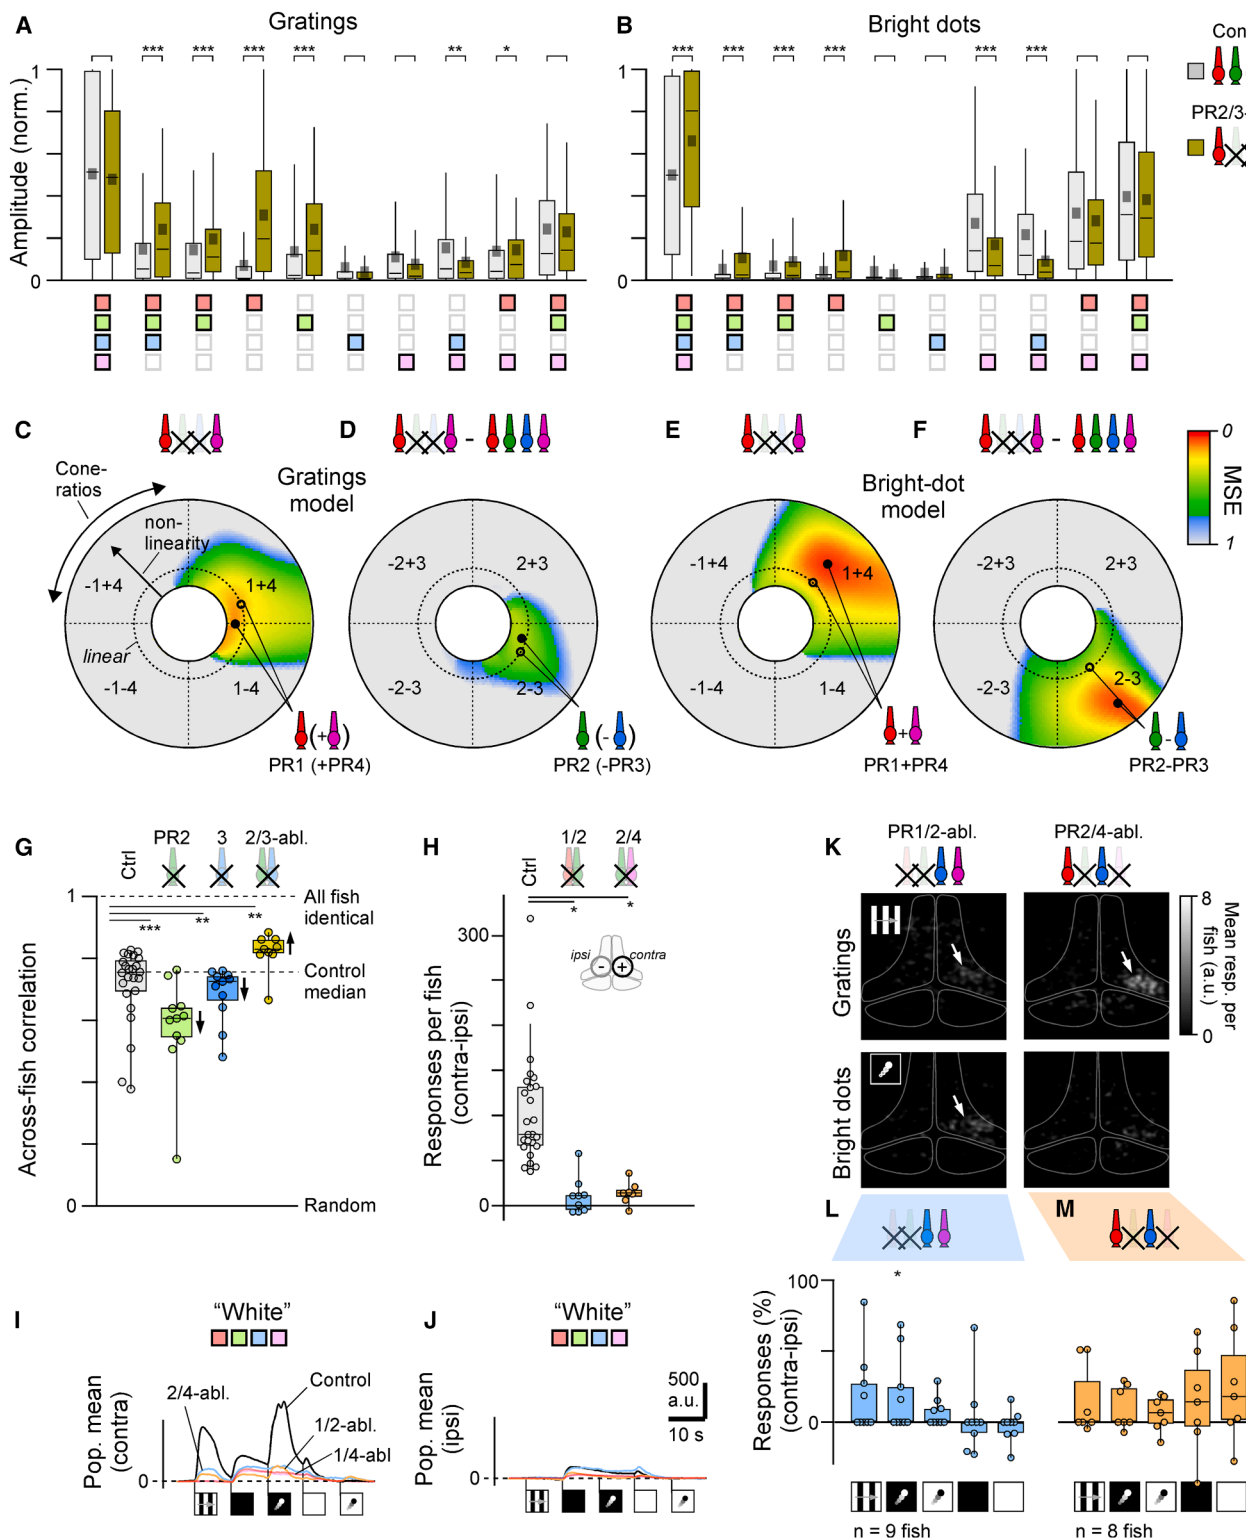 A
Gratings
B
Bright dots
Con
PR2/3-
*** *** *** *** ** *
*** *** *** *** *** ***
Amplitude (norm.)
1
0
1
0
C
D
E
F
Cone-
ratios
non-
linearity
linear
Gratings
model
Bright-dot
model
-1+4
1+4
-1-4
1-4
-2+3
2+3
-2-3
2-3
-1+4
1+4
-1-4
1-4
-2+3
2+3
-2-3
2-3
0
MSE
1
(+ )
PR1 (+PR4)
(- )
PR2 (-PR3)
+
PR1+PR4
-
PR2-PR3
G
Ctrl
PR2
3
2/3-abl.
Across-fish correlation
1
0
All fish
identical
Control
median
Random
*** ** **
H
Ctrl
1/2
2/4
* *
Responses per fish
(contra-ipsi)
300
0
ipsi
contra
- +
K
PR1/2-abl.
PR2/4-abl.
Gratings
Bright dots
8
Mean resp. per
fish (a.u.)
0
I
"White"
Pop. mean
(contra)
0
2/4-abl.
Control
1/2-abl.
1/4-abl
J
"White"
Pop. mean
(ipsi)
0
500
a.u.
10 s
L
M
*
Responses (%)
(contra-ipsi)
100
0
n = 9 fish
n = 8 fish